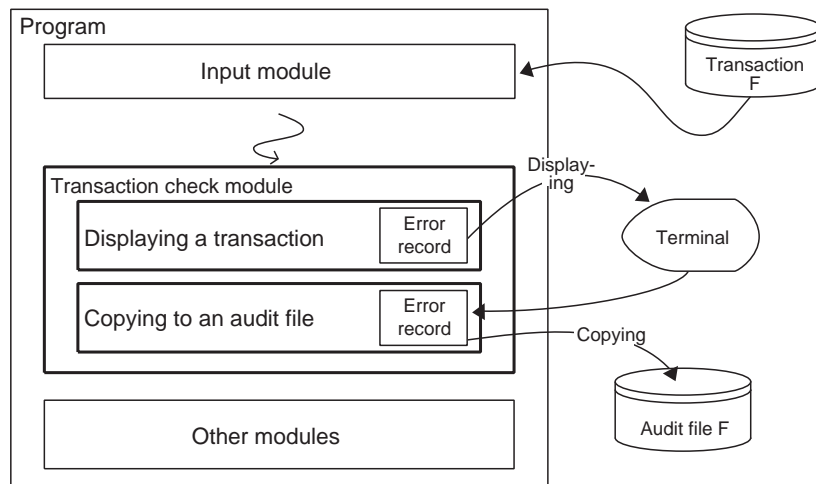 Program
Input module
Transaction
F
Transaction check module
Display-
ing
Displaying a transaction
Error
record
Terminal
Copying to an audit file
Error
record
Copying
Audit file F
Other modules